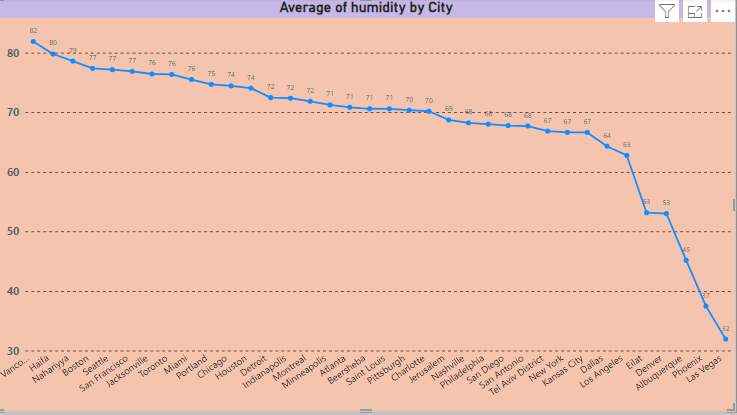 Average of humidity by City
82 80 79 77 77 77 76 76 76 75 74 74 72 72 72 71 71 71 71 70 70 69 68 68 68 68 67 67 67 64 63 53 53 45 37 32
80
70
60
50
40
30
Vanco... Haifa Nahariyya Boston Seattle San Francisco Jacksonville Toronto Miami Portland Chicago Houston Detroit Indianapolis Montreal Minneapolis Atlanta Beersheba Saint Louis Pittsburgh Charlotte Jerusalem Nashville Philadelphia San Diego San Antonio Tel Aviv District New York Kansas City Dallas Los Angeles Eilat Denver Albuquerque Phoenix Las Vegas